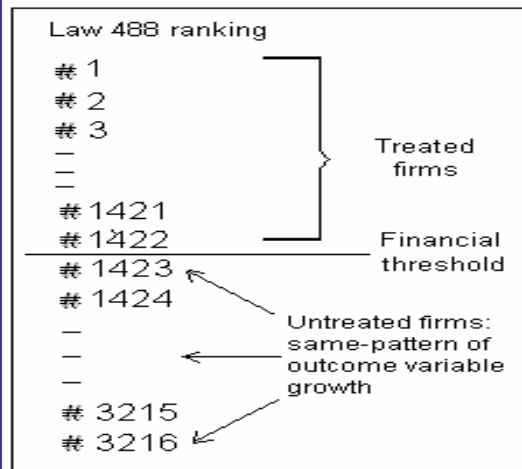 Law 488 ranking
# 1
# 2
# 3
–
–
–
# 1421
# 1422
Treated
firms
Financial
threshold
# 1423
# 1424
–
–
–
# 3215
# 3216
Untreated firms:
same-pattern of
outcome variable
growth